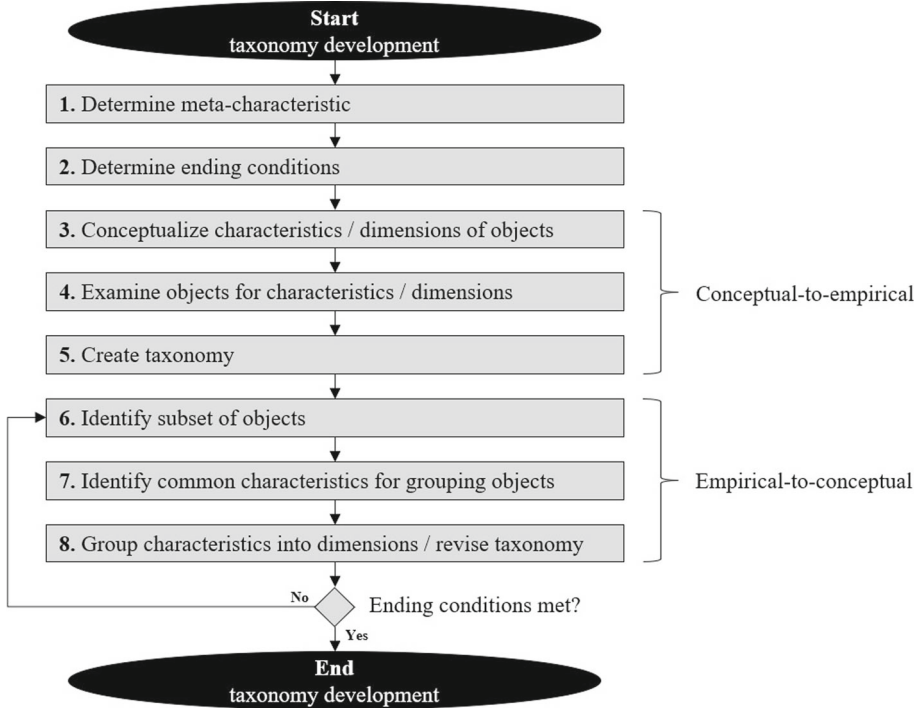 Start
taxonomy development
1. Determine meta-characteristic
2. Determine ending conditions
3. Conceptualize characteristics / dimensions of objects
4. Examine objects for characteristics / dimensions
Conceptual-to-empirical
5. Create taxonomy
6. Identify subset of objects
7. Identify common characteristics for grouping objects
Empirical-to-conceptual
8. Group characteristics into dimensions / revise taxonomy
No
Ending conditions met?
Yes
End
taxonomy development